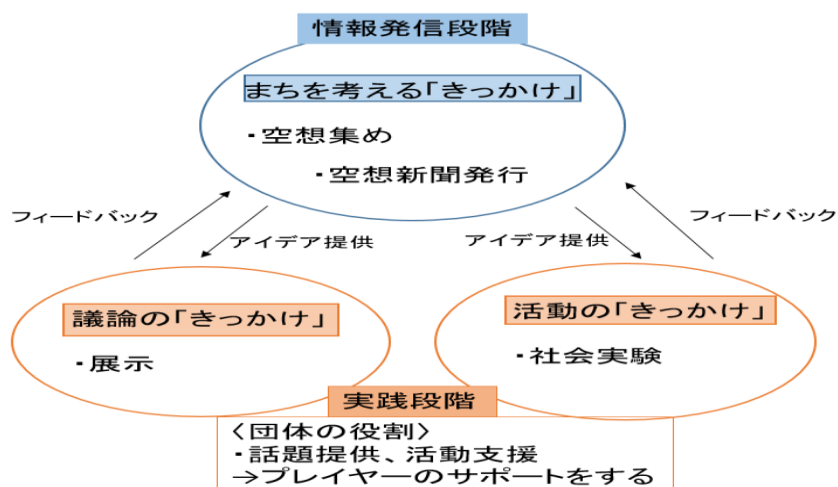 情報発信段階
まちを考える「きっかけ」
・空想集め
・空想新聞発行
フィードバック
アイデア提供
アイデア提供
フィードバック
議論の「きっかけ」
・展示
活動の「きっかけ」
・社会実験
実践段階
〈団体の役割〉
・話題提供、活動支援
→プレイヤーのサポートをする